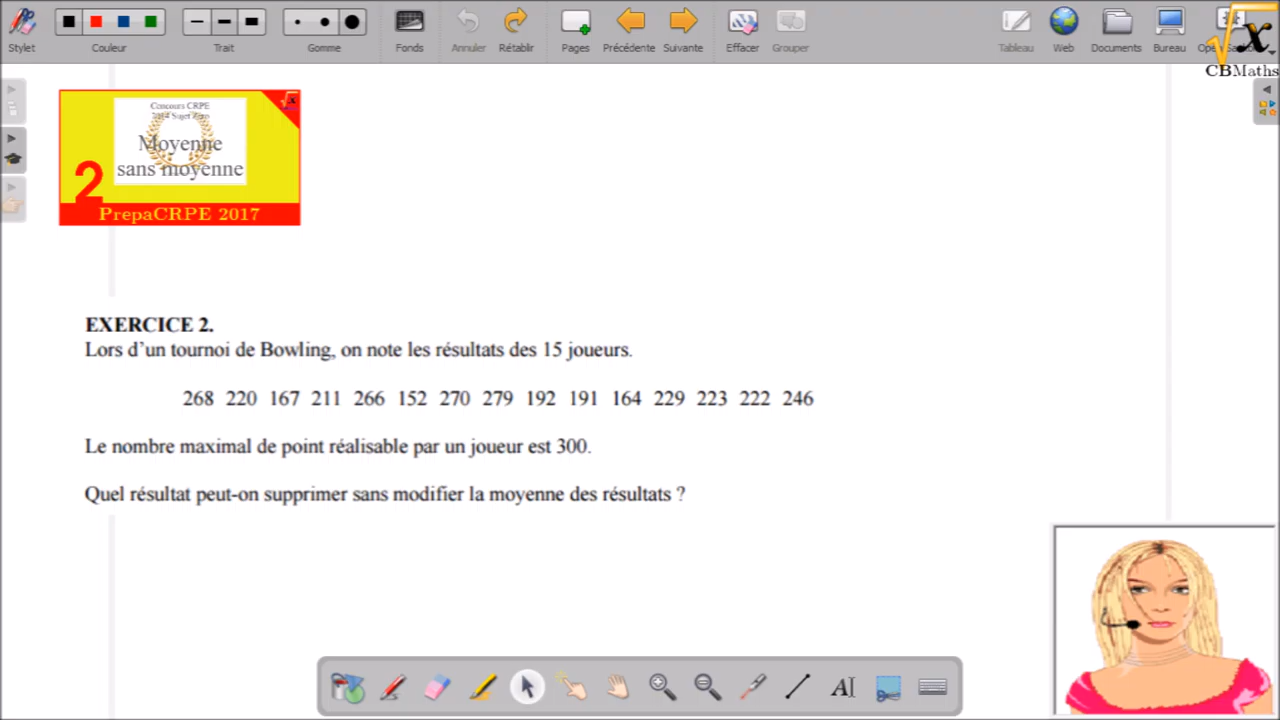 Stylet Couleur Trait Gomme Fonds Annuler Rétablir Pages Précédente Suivante Effacer Grouper Tableau Web Documents Bureau
CBMaths
Concours CRPE
Moyenne
sans moyenne
2
PrepaCRPE 2017
EXERCICE 2.
Lors d'un tournoi de Bowling, on note les résultats des 15 joueurs.
268 220 167 211 266 152 270 279 192 191 164 229 223 222 246
Le nombre maximal de point réalisable par un joueur est 300.
Quel résultat peut-on supprimer sans modifier la moyenne des résultats ?